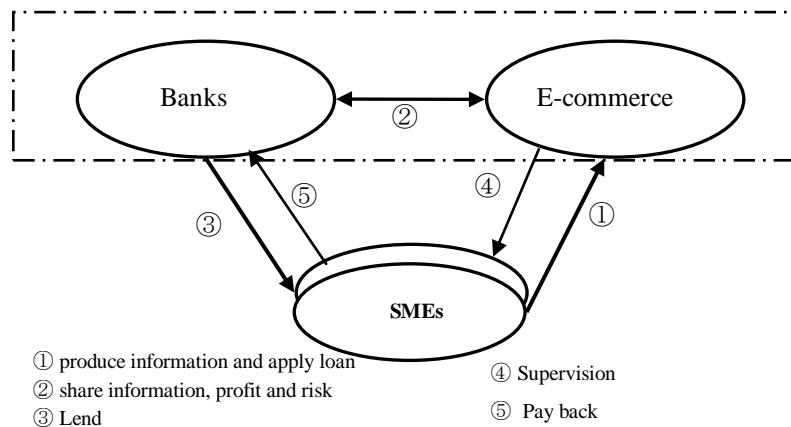 Banks
E-commerce
②
④
⑤
③
①
SMEs
① produce information and apply loan
② share information, profit and risk
③ Lend
④ Supervision
⑤ Pay back